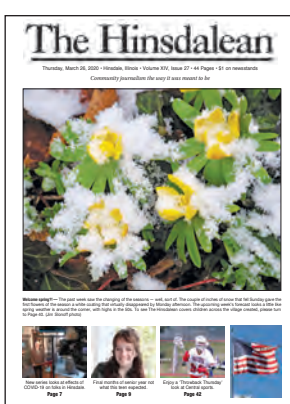 The Hinsdalean
Thursday, March 26, 2020 • Hinsdale, Illinois • Volume XIV, Issue 27 • 44 Pages • $1 on newsstands
Community journalism the way it was meant to be
Welcome spring?! — The past week saw the changing of the seasons — well, sort of. The couple of inches of snow that fell Sunday gave the
first flowers of the season a white coating that virtually disappeared by Monday afternoon. The upcoming week's forecast looks a little like
spring weather is around the corner, with highs in the 50s. To see The Hinsdalean covers children across the village created, please turn
to Page 40. (Jim Slonoff photo)
New series looks at effects of
COVID-19 on folks in Hinsdale.
Page 7
Final months of senior year not
what this teen expected.
Page 9
Enjoy a 'Throwback Thursday'
look at Central sports.
Page 42